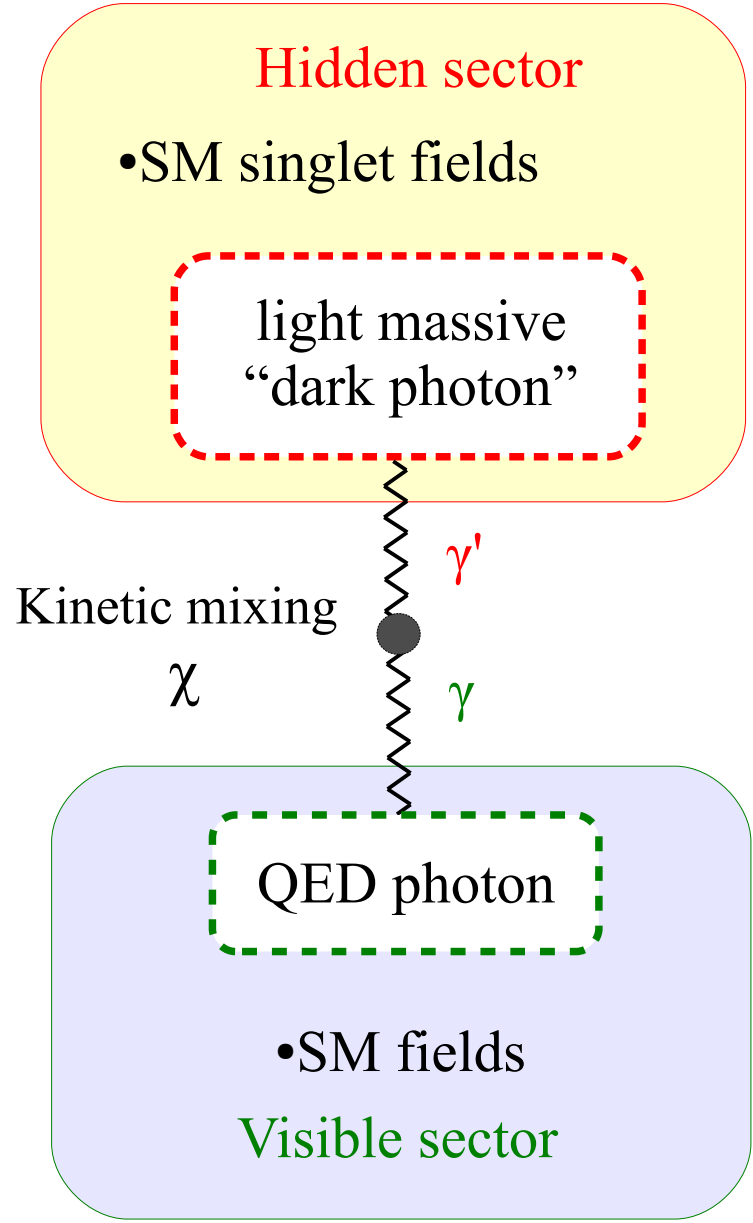 Hidden sector
•SM singlet fields
light massive
“dark photon”
γ'
Kinetic mixing
χ
γ
QED photon
•SM fields
Visible sector